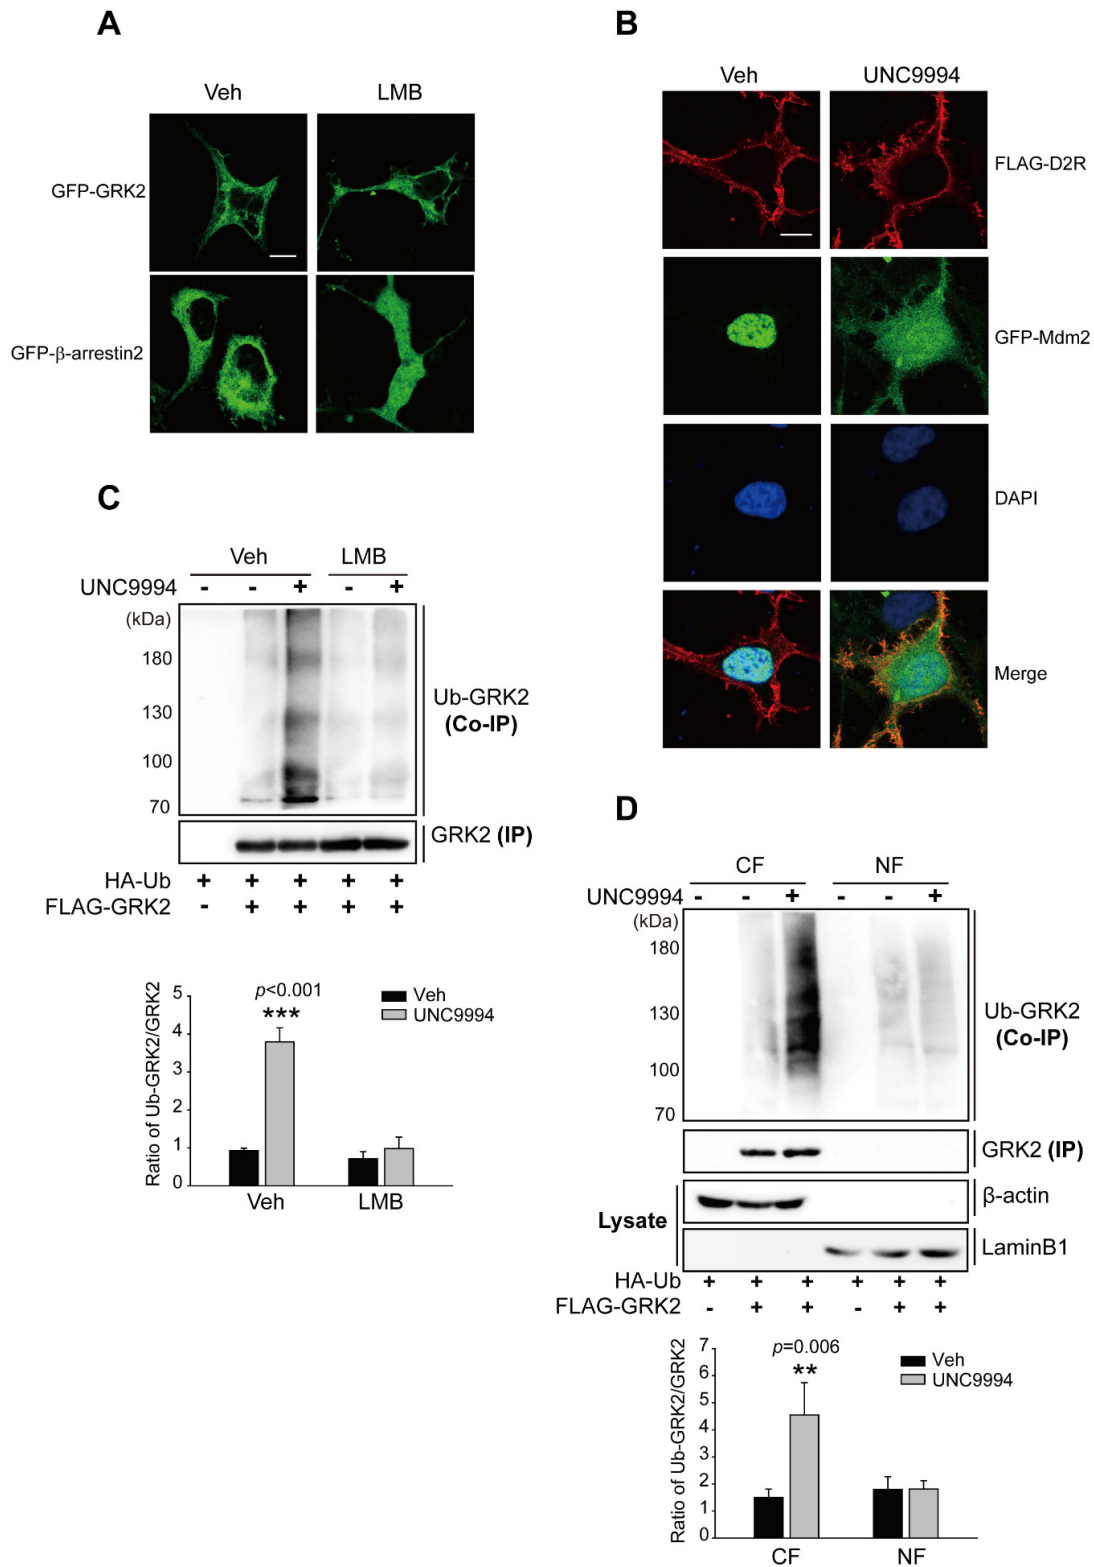 A
Veh LMB
GFP-GRK2
GFP-β-arrestin2
B
Veh UNC9994
FLAG-D2R
GFP-Mdm2
DAPI
Merge
C
Veh LMB
UNC9994 - - + - +
(kDa)
180
130
100
70
Ub-GRK2
(Co-IP)
GRK2 (IP)
HA-Ub + + + + +
FLAG-GRK2 - + + + +
Ratio of Ub-GRK2/GRK2
5
4
3
2
1
0
p<0.001
***
Veh
UNC9994
Veh LMB
D
CF NF
UNC9994 - - + - - +
(kDa)
180
130
100
70
Ub-GRK2
(Co-IP)
GRK2 (IP)
β-actin
Lysate
LaminB1
HA-Ub + + + + + +
FLAG-GRK2 - + + - + +
Ratio of Ub-GRK2/GRK2
7
6
5
4
3
2
1
0
p=0.006
**
Veh
UNC9994
CF NF